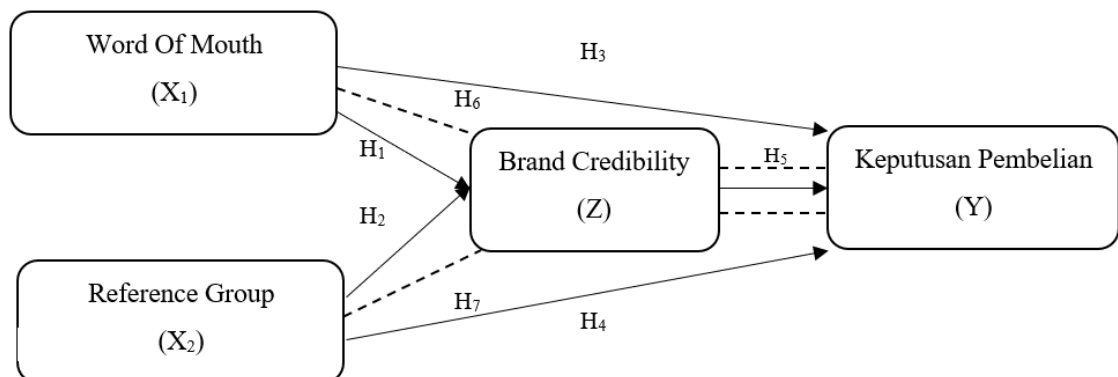 Word Of Mouth
(X₁)
H₃
H₆
H₁
Brand Credibility
(Z)
H₅
Keputusan Pembelian
(Y)
H₂
Reference Group
(X₂)
H₇
H₄